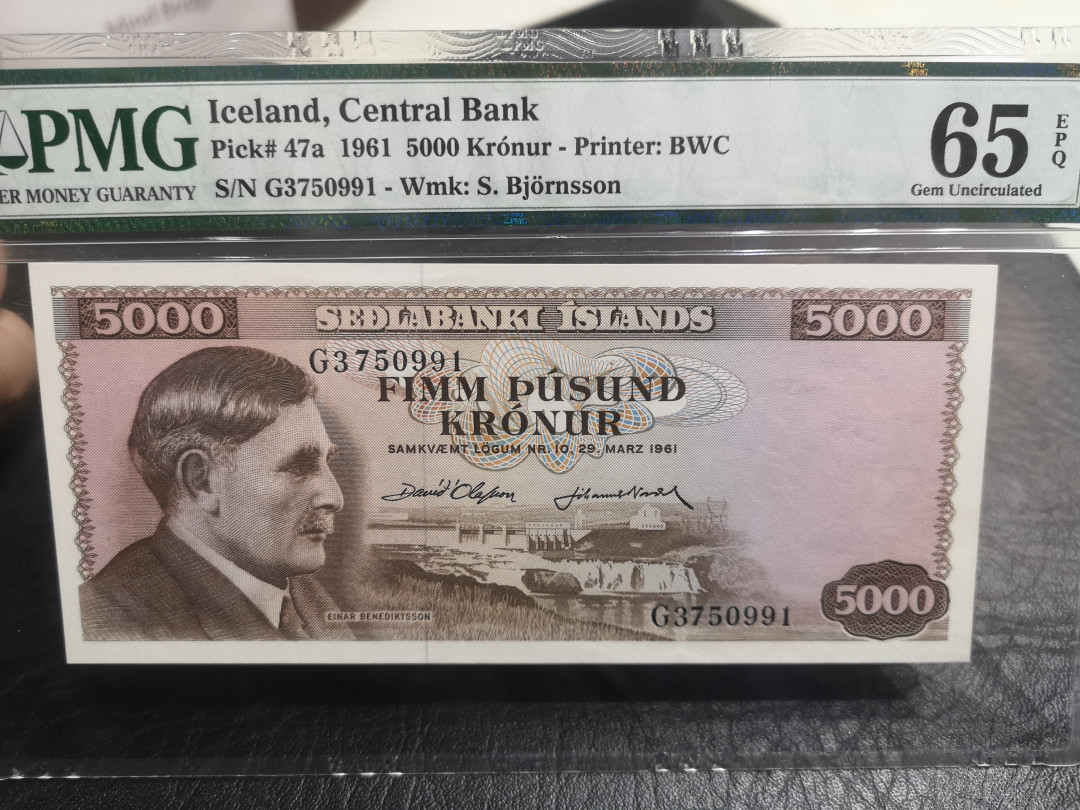 PMG
ER MONEY GUARANTY
Iceland, Central Bank
Pick# 47a 1961 5000 Krónur - Printer: BWC
S/N G3750991 - Wmk: S. Björnsson
65
EPQ
Gem Uncirculated
5000 SEÐLABANKI ÍSLANDS 5000
G3750991
FIMM ÞÚSUND
KRÓNUR
SAMKVÆMT LÖGUM NR. 10, 29. MARZ 1961
Davíð Ólafsson
EINAR BENEDIKTSSON
G3750991
5000